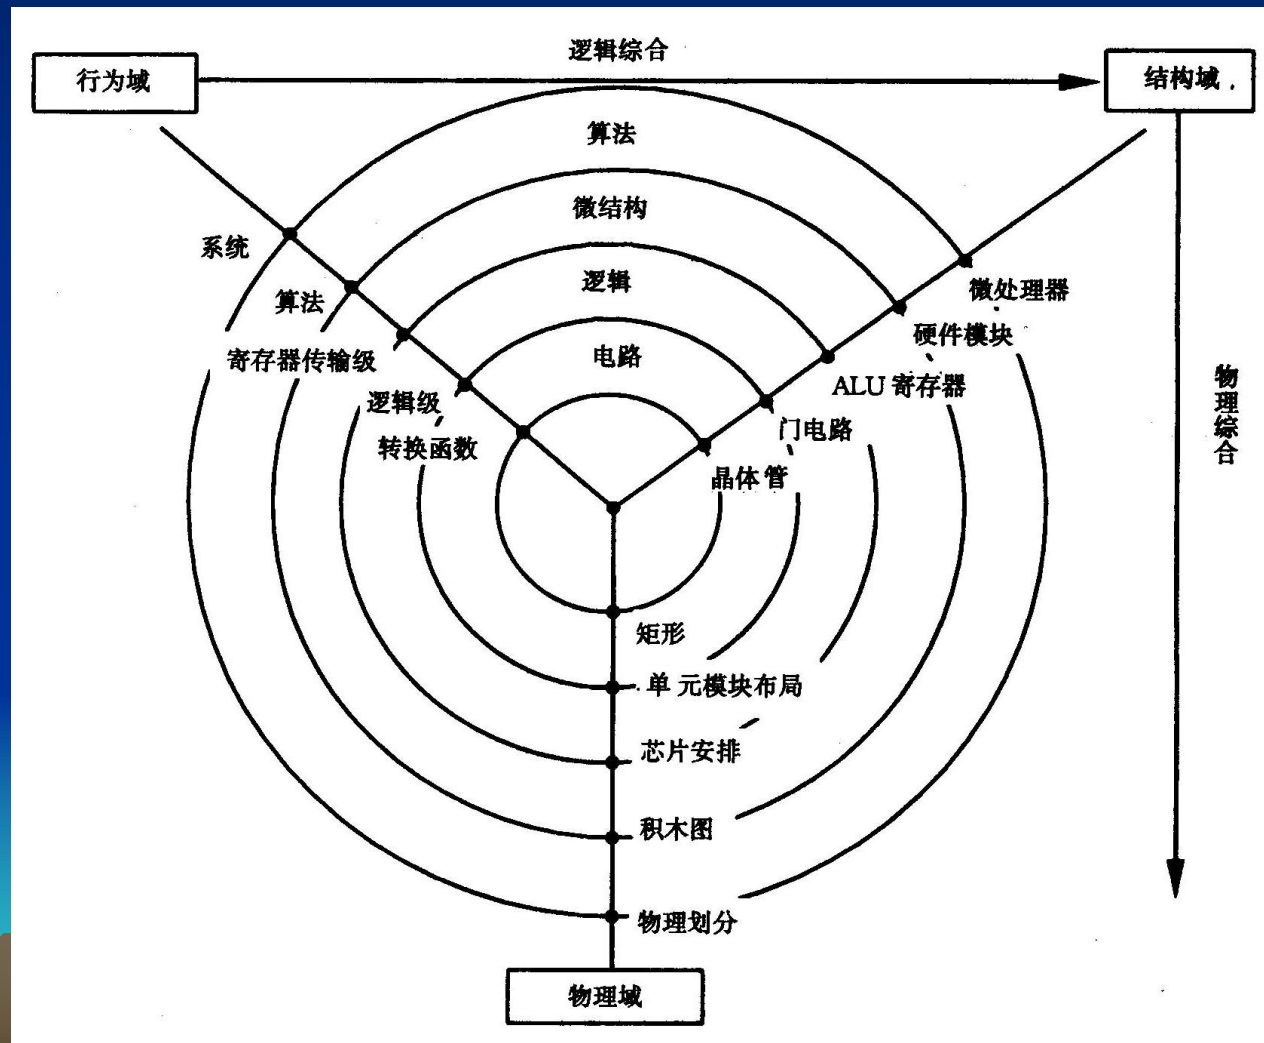 逻辑综合
行为域
结构域
算法
微结构
系统
逻辑
微处理器
算法
硬件模块
寄存器传输级
电路
ALU 寄存器
物理综合
逻辑级
门电路
转换函数
晶体管
矩形
单元模块布局
芯片安排
积木图
物理划分
物理域